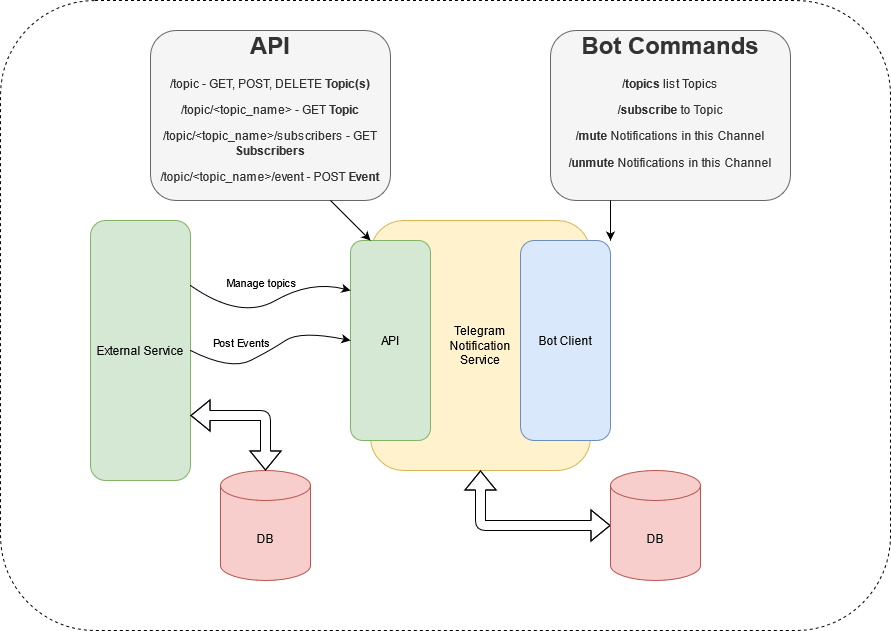 API
/topic - GET, POST, DELETE Topic(s)
/topic/<topic_name> - GET Topic
/topic/<topic_name>/subscribers - GET
Subscribers
/topic/<topic_name>/event - POST Event
Bot Commands
/topics list Topics
/subscribe to Topic
/mute Notifications in this Channel
/unmute Notifications in this Channel
Manage topics
Post Events
External Service
API
Telegram
Notification
Service
Bot Client
DB
DB